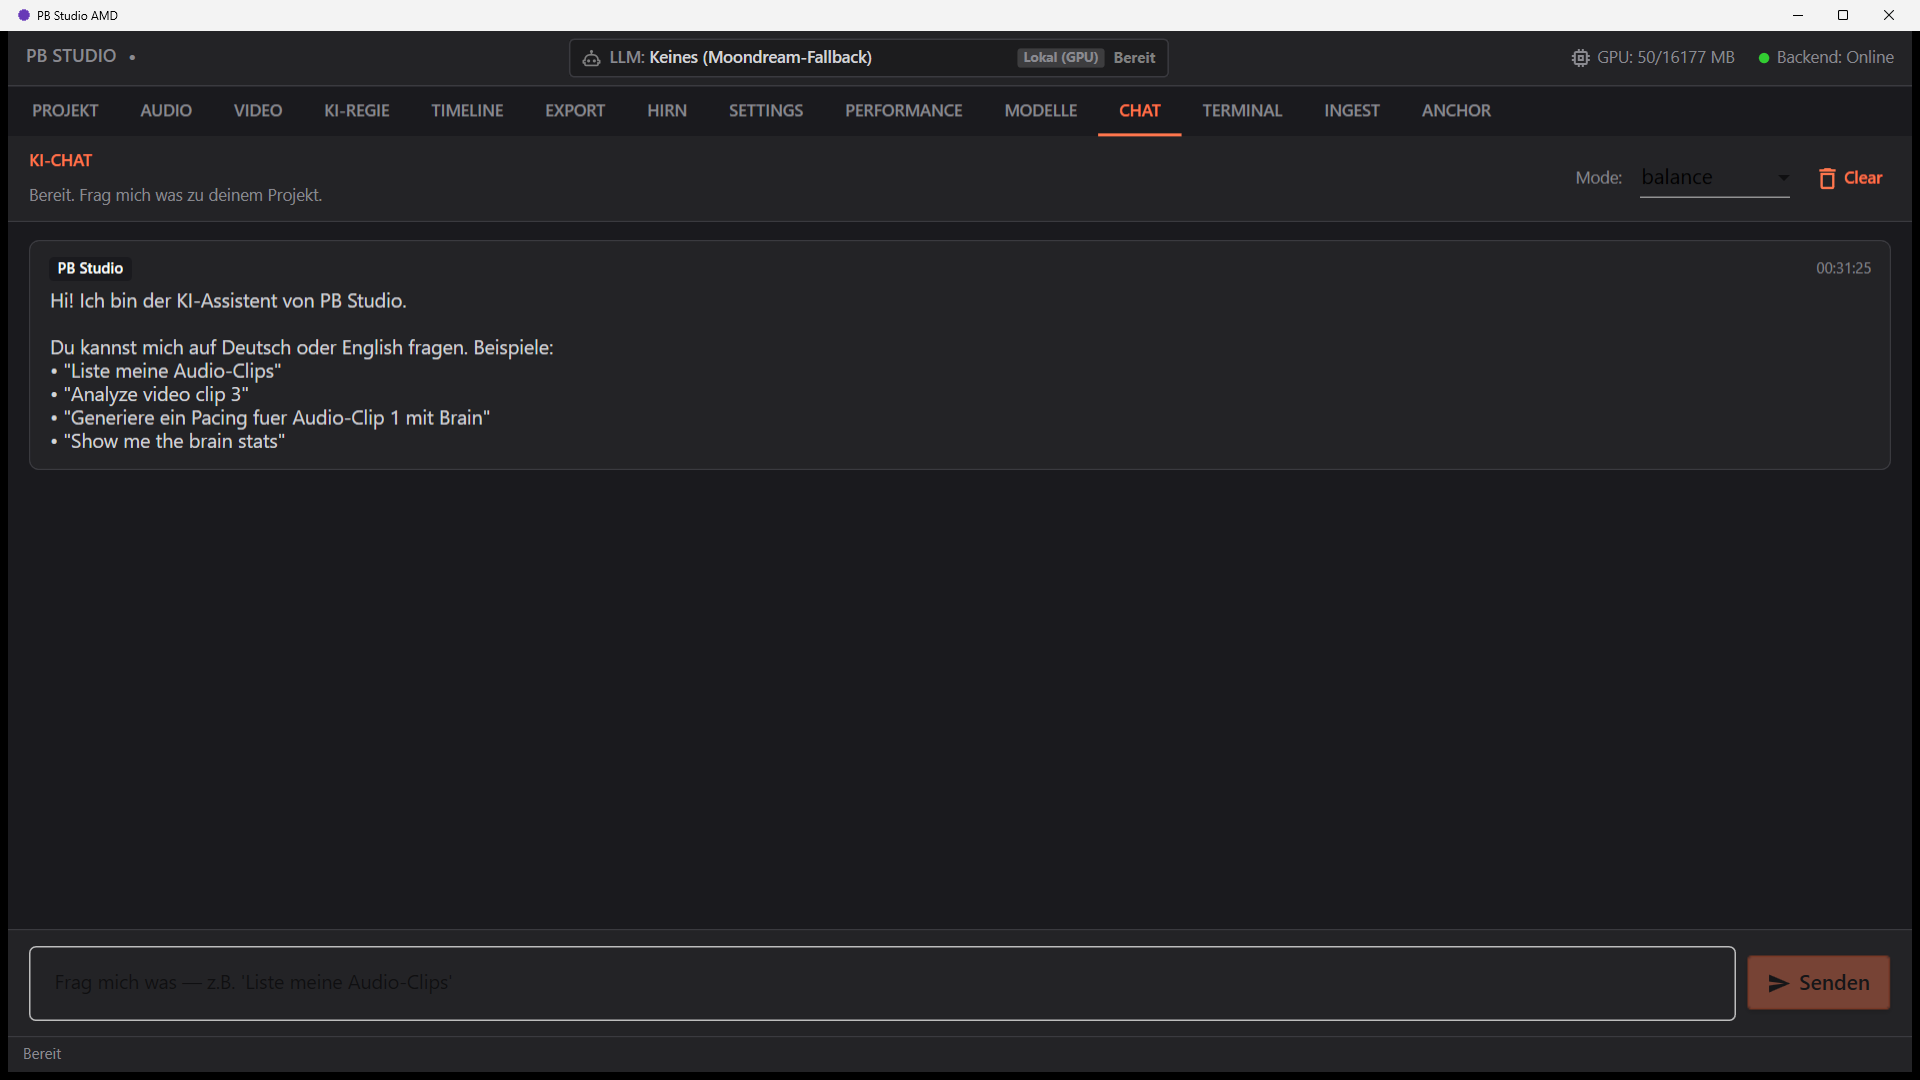 PB Studio AMD
PB STUDIO •
LLM: Keines (Moondream-Fallback) Lokal (GPU) Bereit
GPU: 50/16177 MB
Backend: Online
PROJEKT AUDIO VIDEO KI-REGIE TIMELINE EXPORT HIRN SETTINGS PERFORMANCE MODELLE CHAT TERMINAL INGEST ANCHOR
KI-CHAT
Bereit. Frag mich was zu deinem Projekt.
Mode: balance Clear
PB Studio 00:31:25
Hi! Ich bin der KI-Assistent von PB Studio.
Du kannst mich auf Deutsch oder English fragen. Beispiele:
• "Liste meine Audio-Clips"
• "Analyze video clip 3"
• "Generiere ein Pacing fuer Audio-Clip 1 mit Brain"
• "Show me the brain stats"
Frag mich was — z.B. 'Liste meine Audio-Clips'
Senden
Bereit